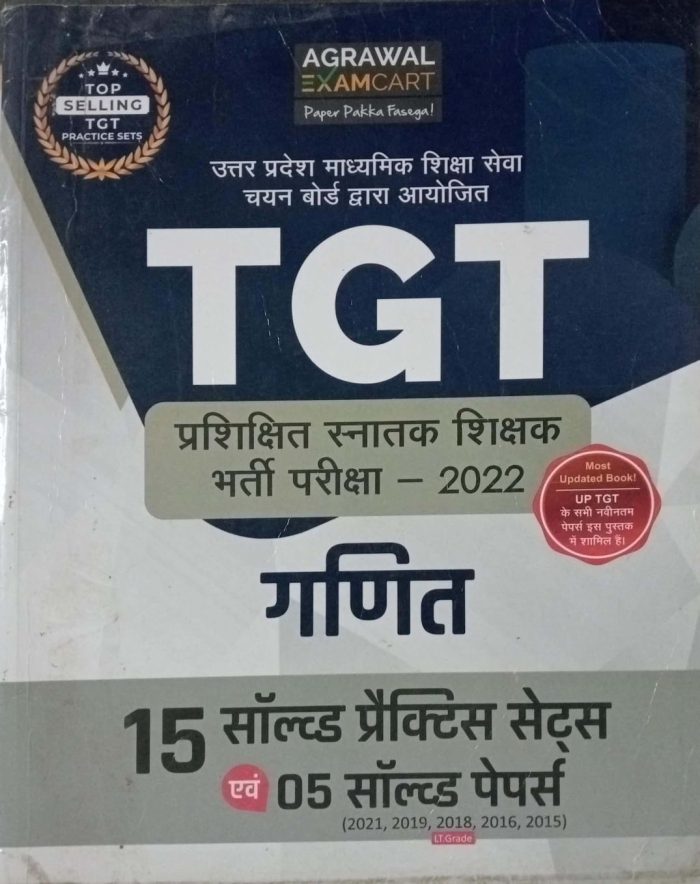 AGRAWAL
EXAMCART
Paper Pakka Fasega!
TOP
SELLING
TGT
PRACTICE SETS
उत्तर प्रदेश माध्यमिक शिक्षा सेवा
चयन बोर्ड द्वारा आयोजित
TGT
प्रशिक्षित स्नातक शिक्षक
भर्ती परीक्षा – 2022
Most
Updated Book!
UP TGT
के सभी नवीनतम
पेपर्स इस पुस्तक
में शामिल हैं।
गणित
15 सॉल्व्ड प्रैक्टिस सेट्स
एवं 05 सॉल्व्ड पेपर्स
(2021, 2019, 2018, 2016, 2015)
LT Grade